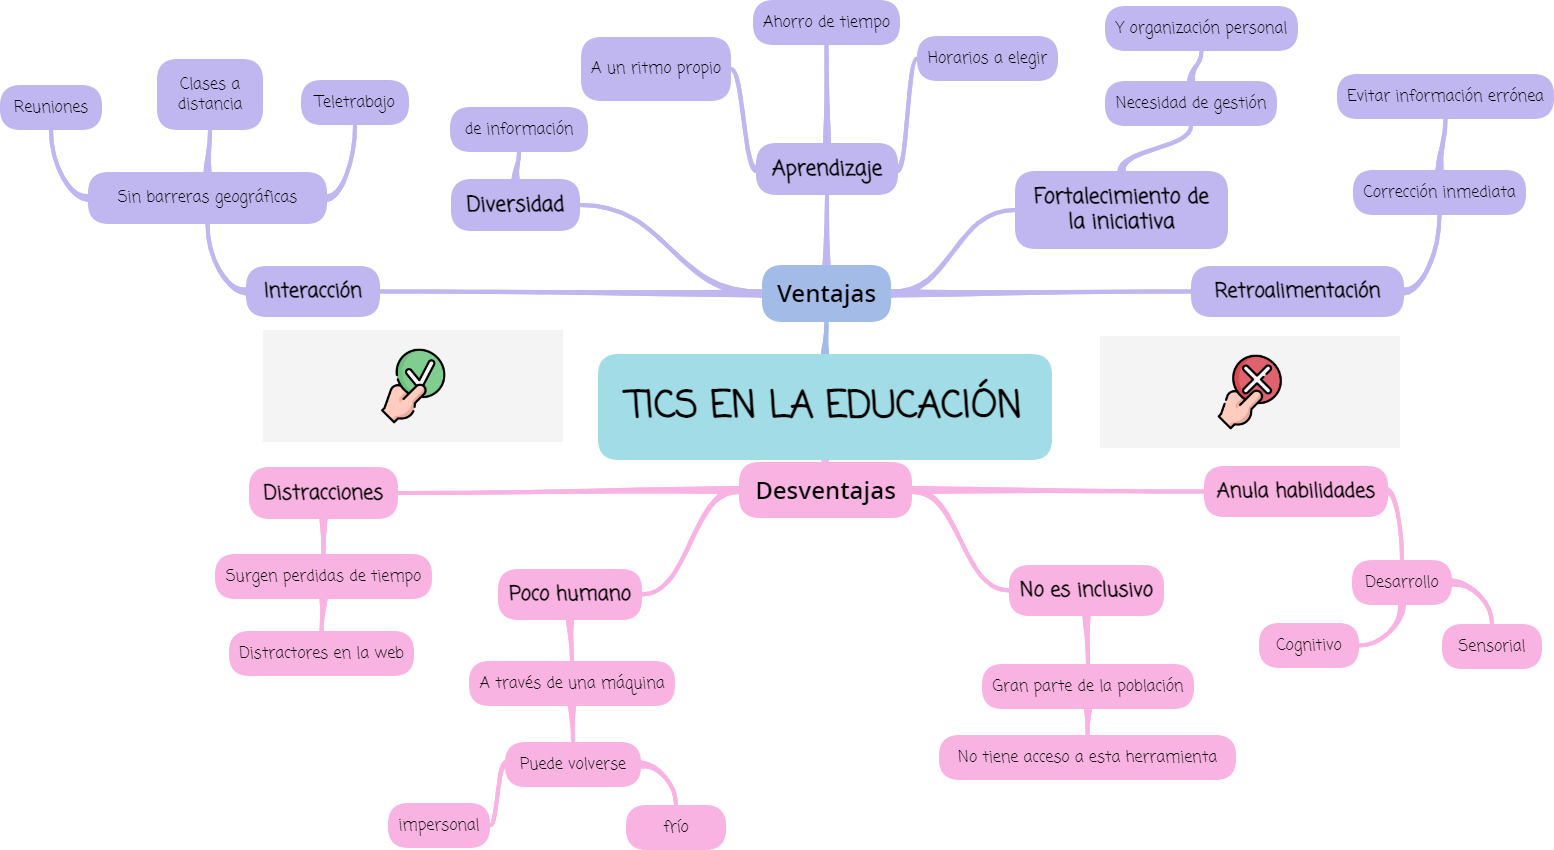 Ahorro de tiempo
Y organización personal
A un ritmo propio
Horarios a elegir
Reuniones
Clases a
distancia
Teletrabajo
Necesidad de gestión
Evitar información errónea
de información
Aprendizaje
Sin barreras geográficas
Diversidad
Fortalecimiento de
la iniciativa
Corrección inmediata
Interacción
Ventajas
Retroalimentación
TICS EN LA EDUCACIÓN
Distracciones
Desventajas
Anula habilidades
Surgen perdidas de tiempo
Poco humano
No es inclusivo
Desarrollo
Distractores en la web
Cognitivo
Sensorial
A través de una máquina
Gran parte de la población
Puede volverse
No tiene acceso a esta herramienta
impersonal
frío